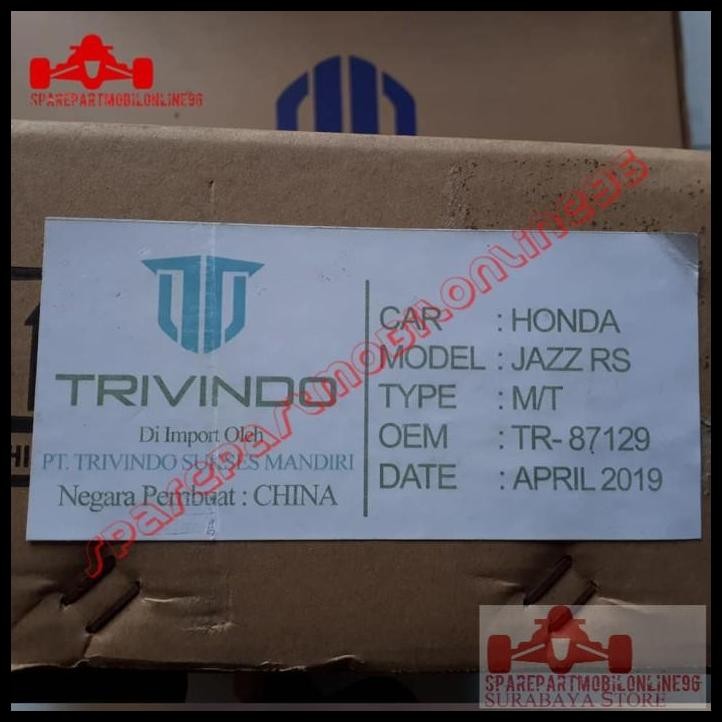 SPAREPARTMOBILONLINE96
sparepartmobilonline96
TRIVINDO
Di Import Oleh
PT. TRIVINDO SUKSES MANDIRI
Negara Pembuat : CHINA
CAR : HONDA
MODEL : JAZZ RS
TYPE : M/T
OEM : TR- 87129
DATE : APRIL 2019
SPAREPARTMOBILONLINE96
SURABAYA STORE